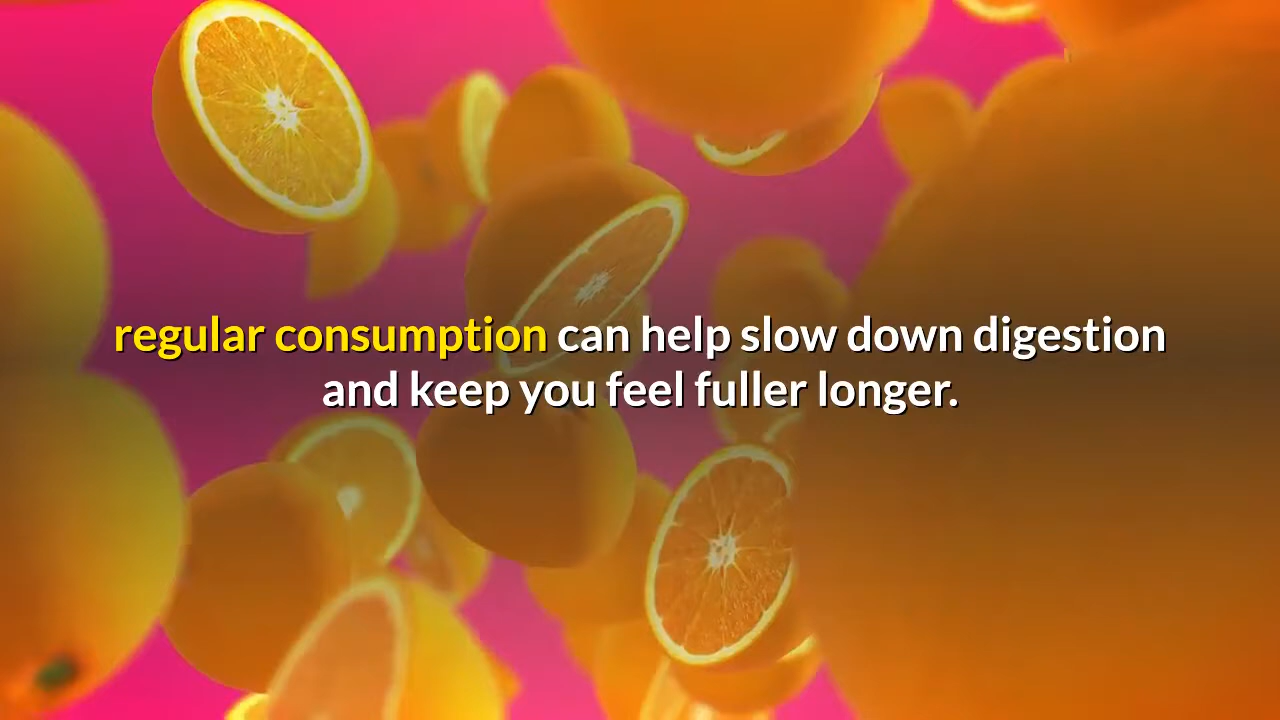 regular consumption can help slow down digestion
and keep you feel fuller longer.